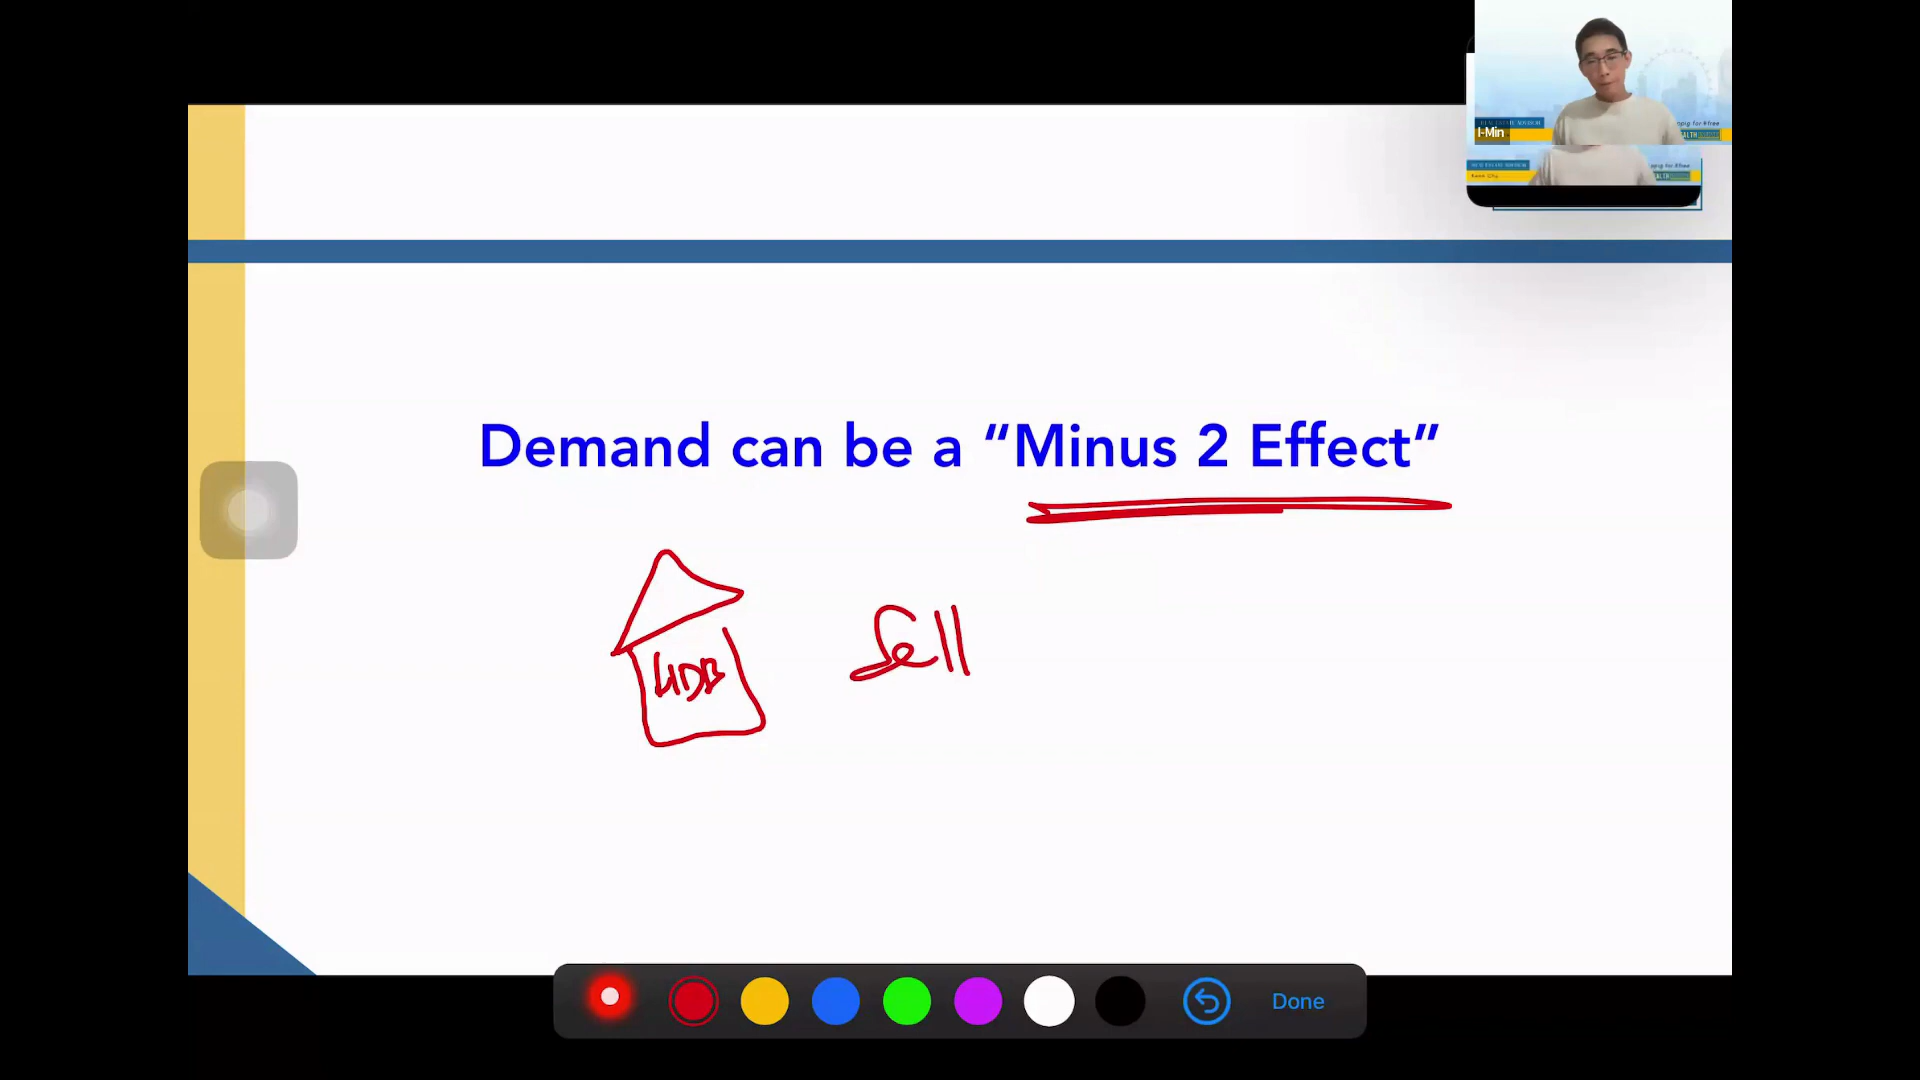 I-Min
Demand can be a “Minus 2 Effect”
HDB
Sell
Done